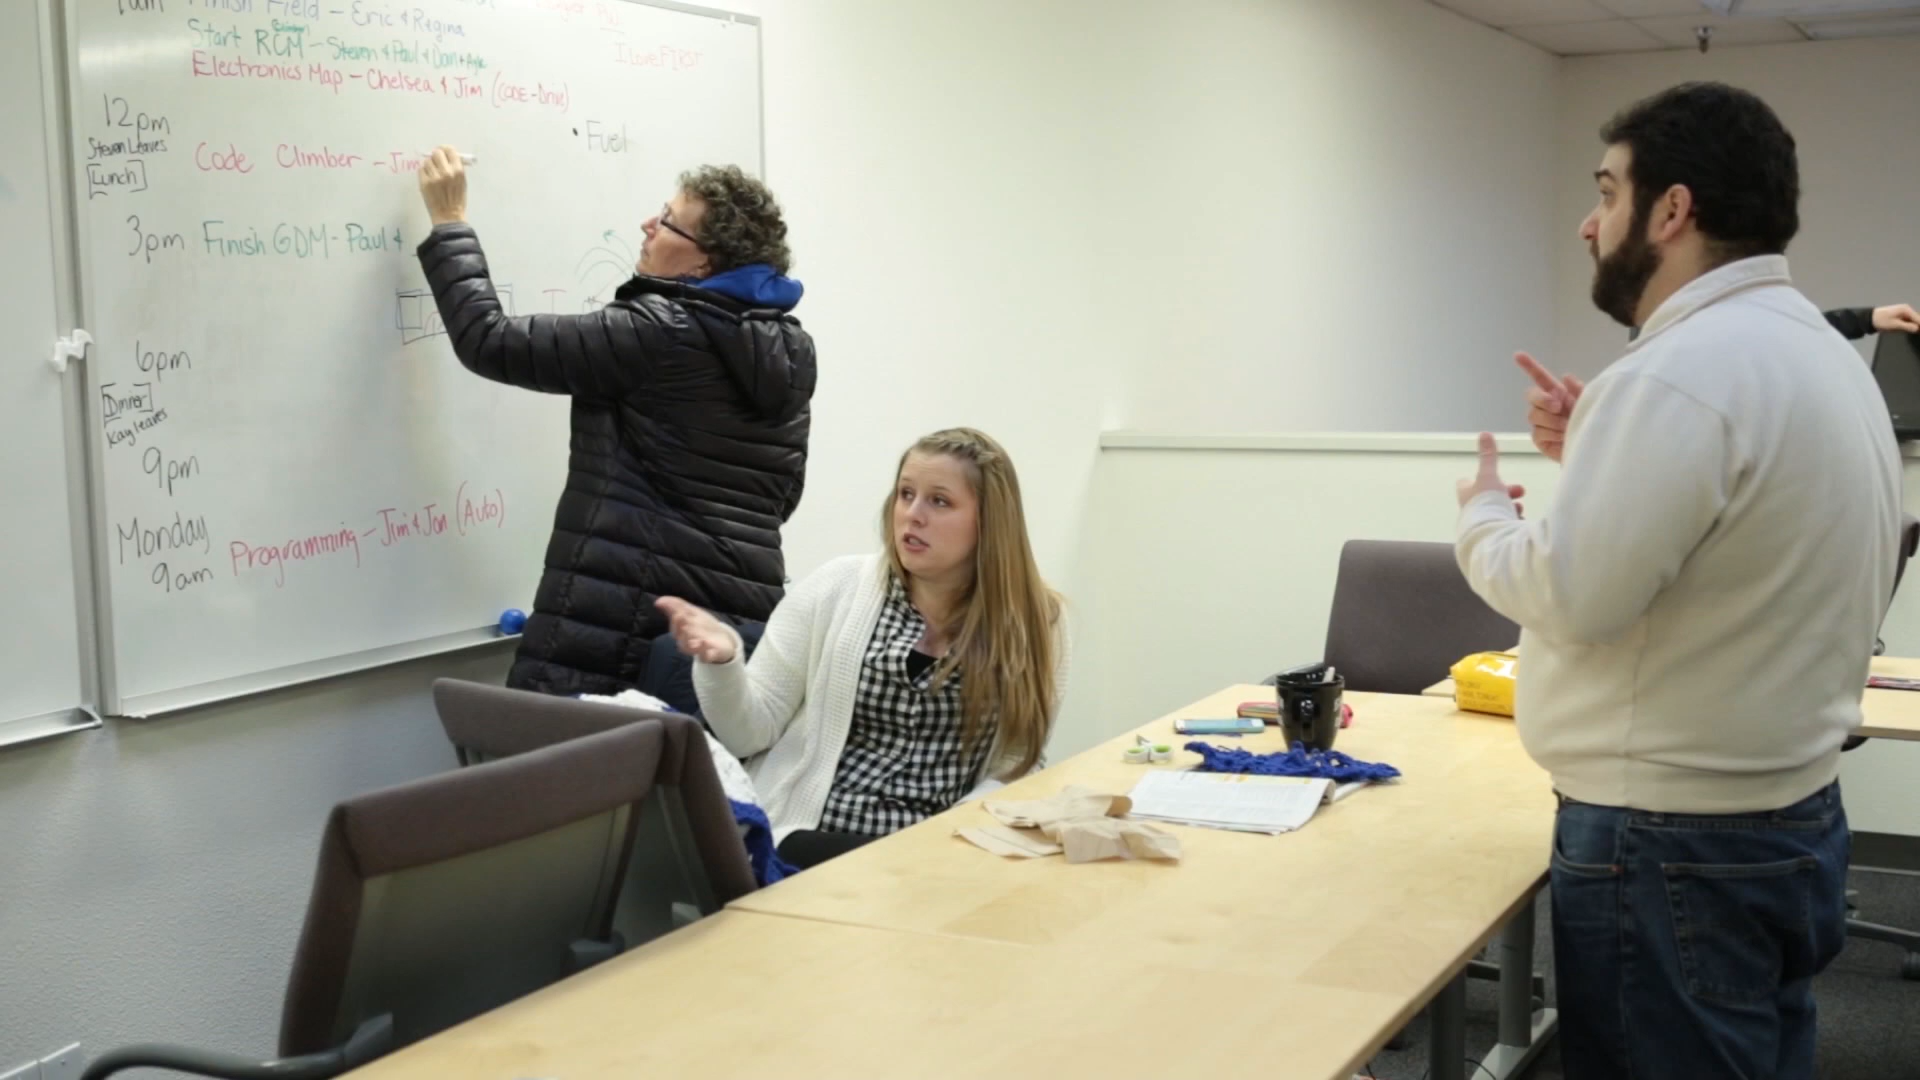 Finish Field - Eric & Regina
Start RCM - Steven & Paul & Dan +
Electronics Map - Chelsea & Jim (CODE-Drive)
I Love FIRST
12pm
Steven Leaves
Lunch
Code Climber - Jim
• Fuel
3pm
Finish GDM - Paul &
6pm
Dinner
Kay leaves
9pm
Monday
9am
Programming - Jim & Jon (Auto)